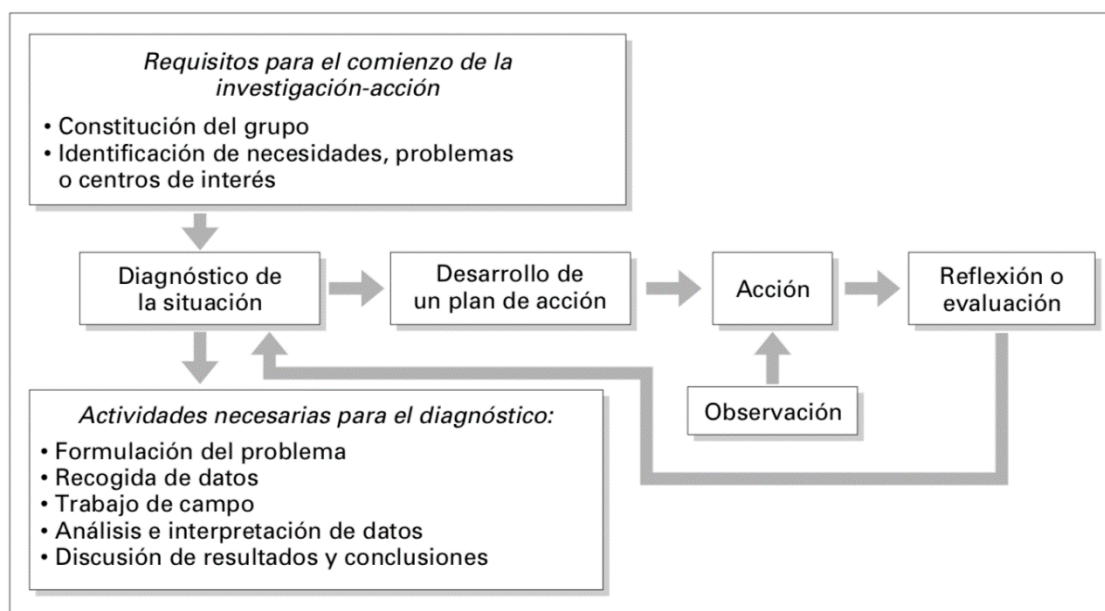 Requisitos para el comienzo de la
investigación-acción
• Constitución del grupo
• Identificación de necesidades, problemas
o centros de interés
Diagnóstico de
la situación
Desarrollo de
un plan de acción
Acción
Reflexión o
evaluación
Observación
Actividades necesarias para el diagnóstico:
• Formulación del problema
• Recogida de datos
• Trabajo de campo
• Análisis e interpretación de datos
• Discusión de resultados y conclusiones